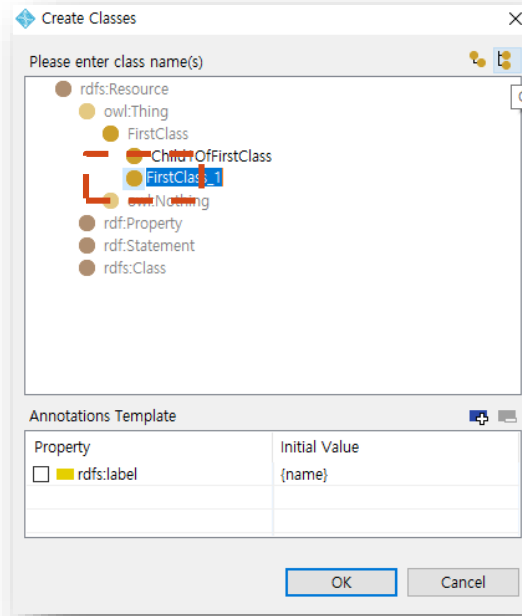 Create Classes
Please enter class name(s)
rdfs:Resource
owl:Thing
FirstClass
Child1OfFirstClass
FirstClass_1
owl:Nothing
rdf:Property
rdf:Statement
rdfs:Class
Annotations Template
Property Initial Value
rdfs:label {name}
OK Cancel